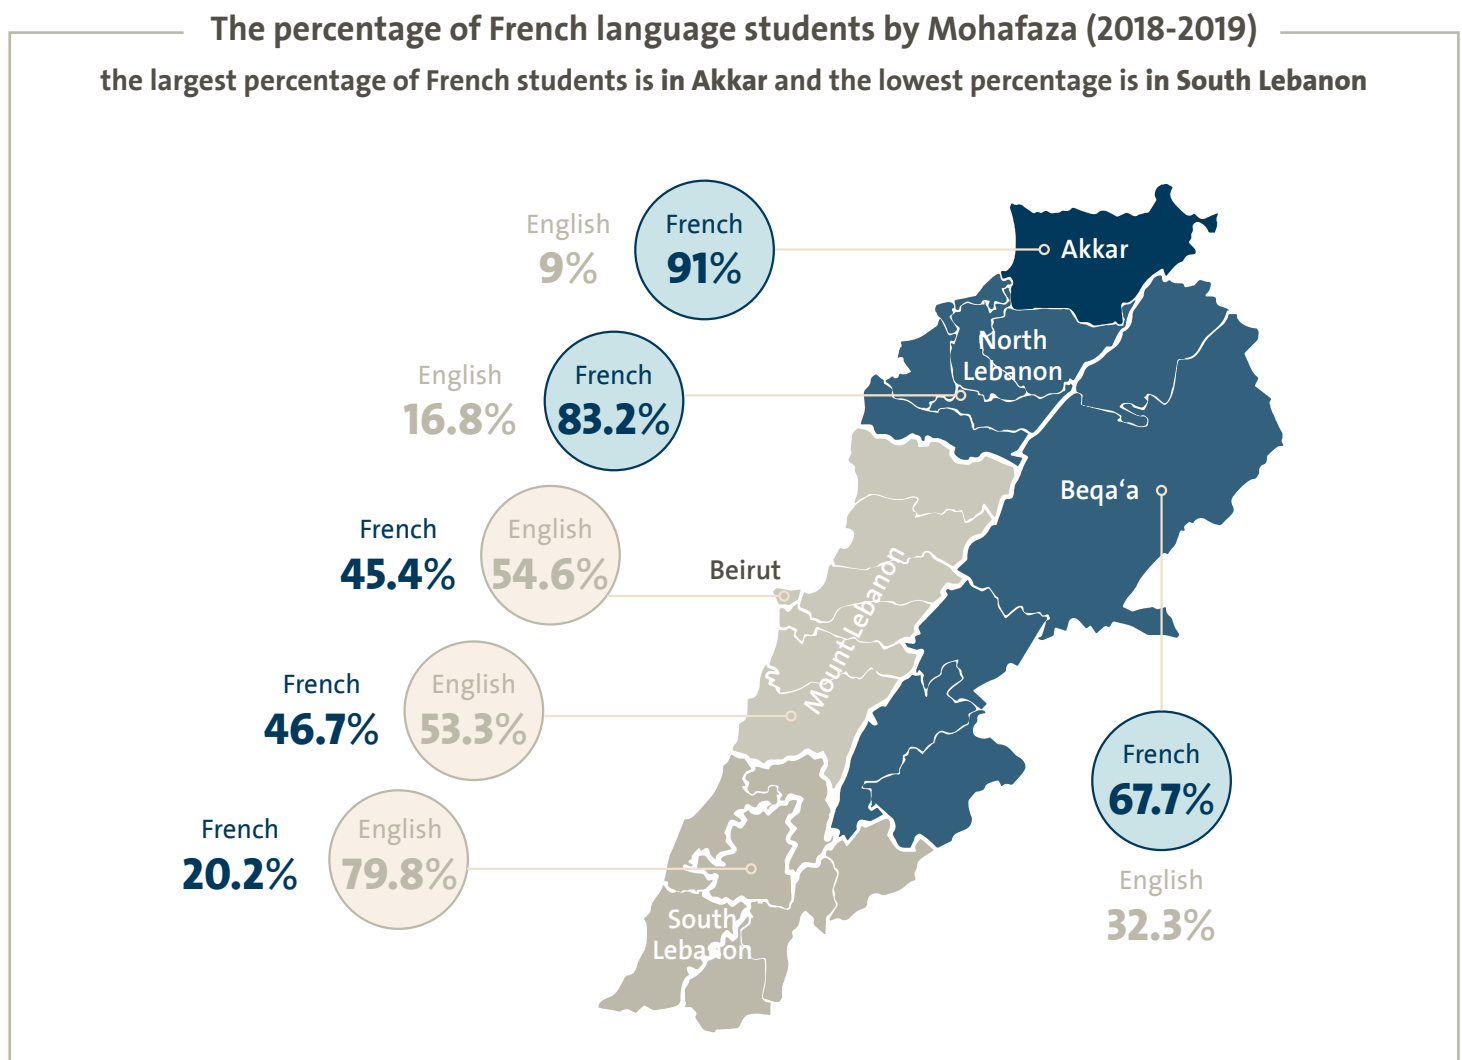 The percentage of French language students by Mohafaza (2018-2019)
the largest percentage of French students is in Akkar and the lowest percentage is in South Lebanon
English
9%
French
91%
Akkar
English
16.8%
French
83.2%
North
Lebanon
French
45.4%
English
54.6%
Beirut
Beqa‘a
French
46.7%
English
53.3%
Mount Lebanon
French
67.7%
English
32.3%
French
20.2%
English
79.8%
South
Lebanon